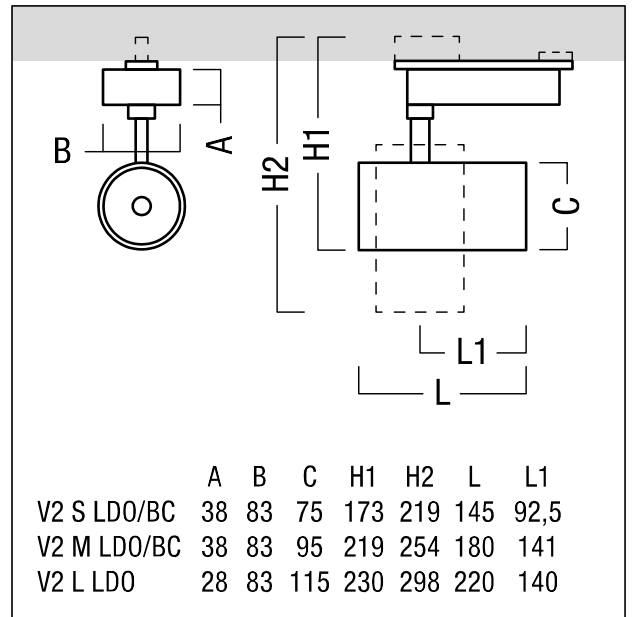 B
A
H2
H1
C
L1
L
A B C H1 H2 L L1
V2 S LDO/BC 38 83 75 173 219 145 92,5
V2 M LDO/BC 38 83 95 219 254 180 141
V2 L LDO 28 83 115 230 298 220 140